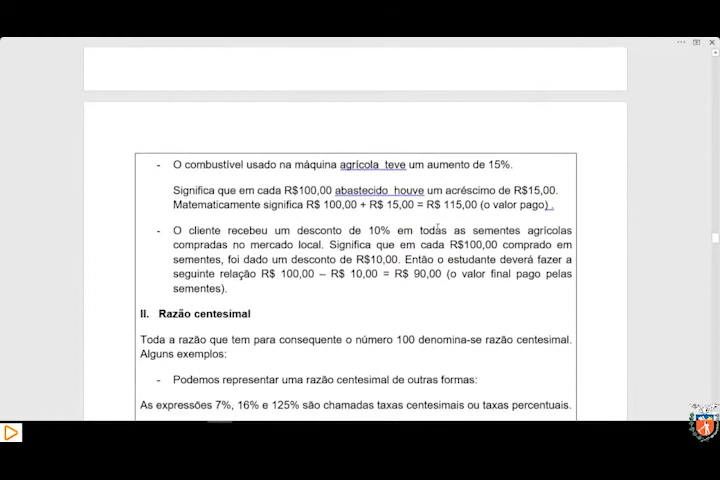 - O combustível usado na máquina agrícola teve um aumento de 15%.
Significa que em cada R$100,00 abastecido houve um acréscimo de R$15,00.
Matematicamente significa R$ 100,00 + R$ 15,00 = R$ 115,00 (o valor pago) .
- O cliente recebeu um desconto de 10% em todas as sementes agrícolas
compradas no mercado local. Significa que em cada R$100,00 comprado em
sementes, foi dado um desconto de R$10,00. Então o estudante deverá fazer a
seguinte relação R$ 100,00 – R$ 10,00 = R$ 90,00 (o valor final pago pelas
sementes).
II. Razão centesimal
Toda a razão que tem para consequente o número 100 denomina-se razão centesimal.
Alguns exemplos:
- Podemos representar uma razão centesimal de outras formas:
As expressões 7%, 16% e 125% são chamadas taxas centesimais ou taxas percentuais.